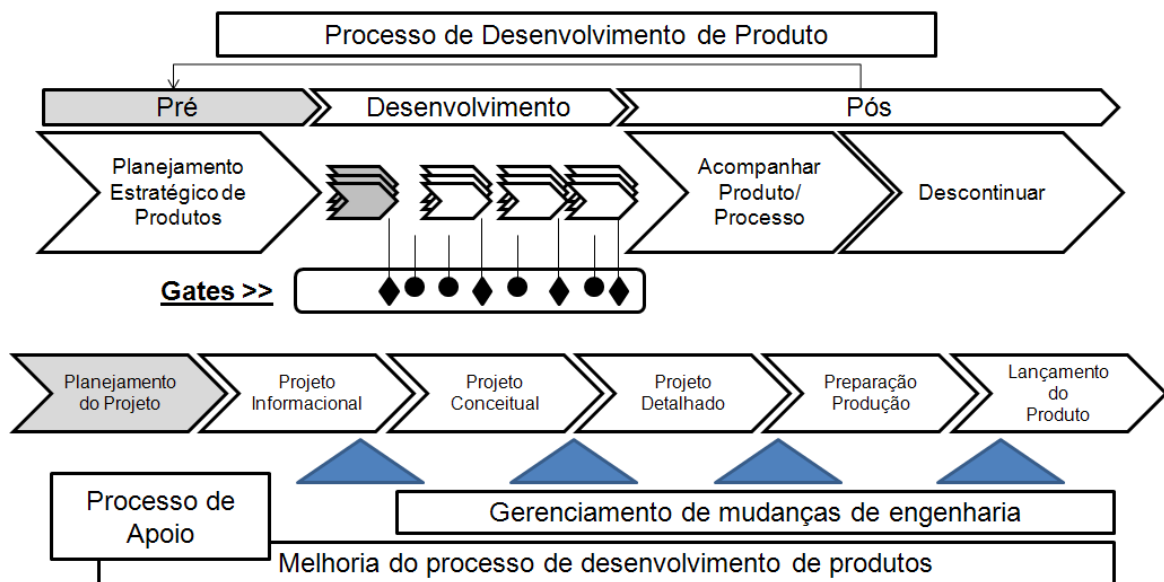 Processo de Desenvolvimento de Produto
Pré
Desenvolvimento
Pós
Planejamento
Estratégico de
Produtos
Acompanhar
Produto/
Processo
Descontinuar
Gates >>
Planejamento
do Projeto
Projeto
Informacional
Projeto
Conceitual
Projeto
Detalhado
Preparação
Produção
Lançamento
do
Produto
Processo de
Apoio
Gerenciamento de mudanças de engenharia
Melhoria do processo de desenvolvimento de produtos